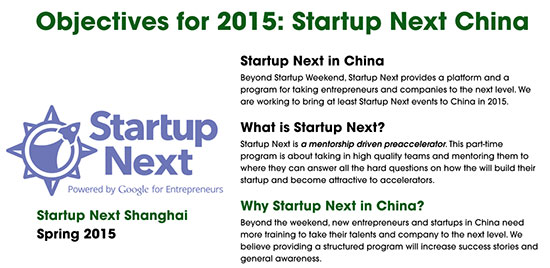 Objectives for 2015: Startup Next China
Startup
Next
Powered by Google for Entrepreneurs
Startup Next Shanghai
Spring 2015
Startup Next in China
Beyond Startup Weekend, Startup Next provides a platform and a
program for taking entrepreneurs and companies to the next level. We
are working to bring at least Startup Next events to China in 2015.
What is Startup Next?
Startup Next is a mentorship driven preaccelerator. This part-time
program is about taking in high quality teams and mentoring them to
where they can answer all the hard questions on how the will build their
startup and become attractive to accelerators.
Why Startup Next in China?
Beyond the weekend, new entrepreneurs and startups in China need
more training to take their talents and company to the next level. We
believe providing a structured program will increase success stories and
general awareness.